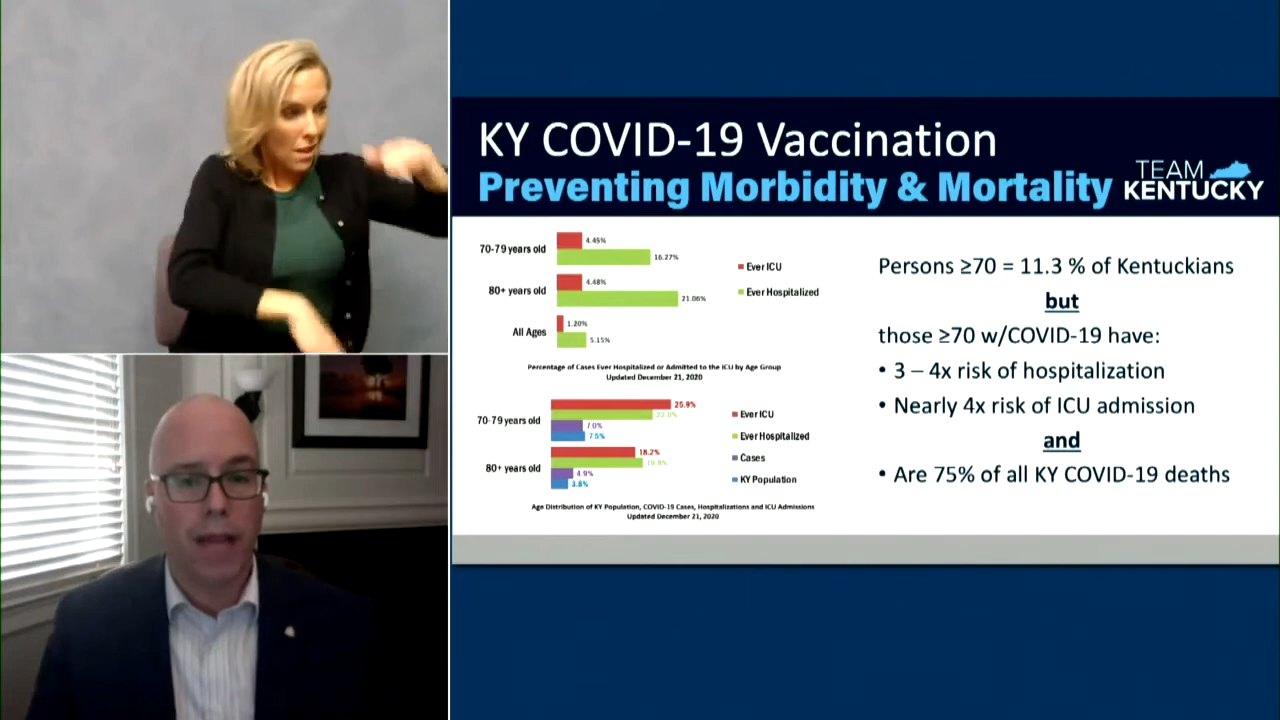 KY COVID-19 Vaccination
Preventing Morbidity & Mortality
TEAM
KENTUCKY
70-79 years old
4.45%
16.27%
80+ years old
4.48%
21.06%
All Ages
1.20%
5.15%
Ever ICU
Ever Hospitalized
Percentage of Cases Ever Hospitalized or Admitted to the ICU by Age Group
Updated December 21, 2020
70-79 years old
25.9%
22.0%
7.0%
7.5%
80+ years old
18.2%
19.8%
4.9%
3.8%
Ever ICU
Ever Hospitalized
Cases
KY Population
Age Distribution of KY Population, COVID-19 Cases, Hospitalizations and ICU Admissions
Updated December 21, 2020
Persons ≥70 = 11.3 % of Kentuckians
but
those ≥70 w/COVID-19 have:
• 3 – 4x risk of hospitalization
• Nearly 4x risk of ICU admission
and
• Are 75% of all KY COVID-19 deaths